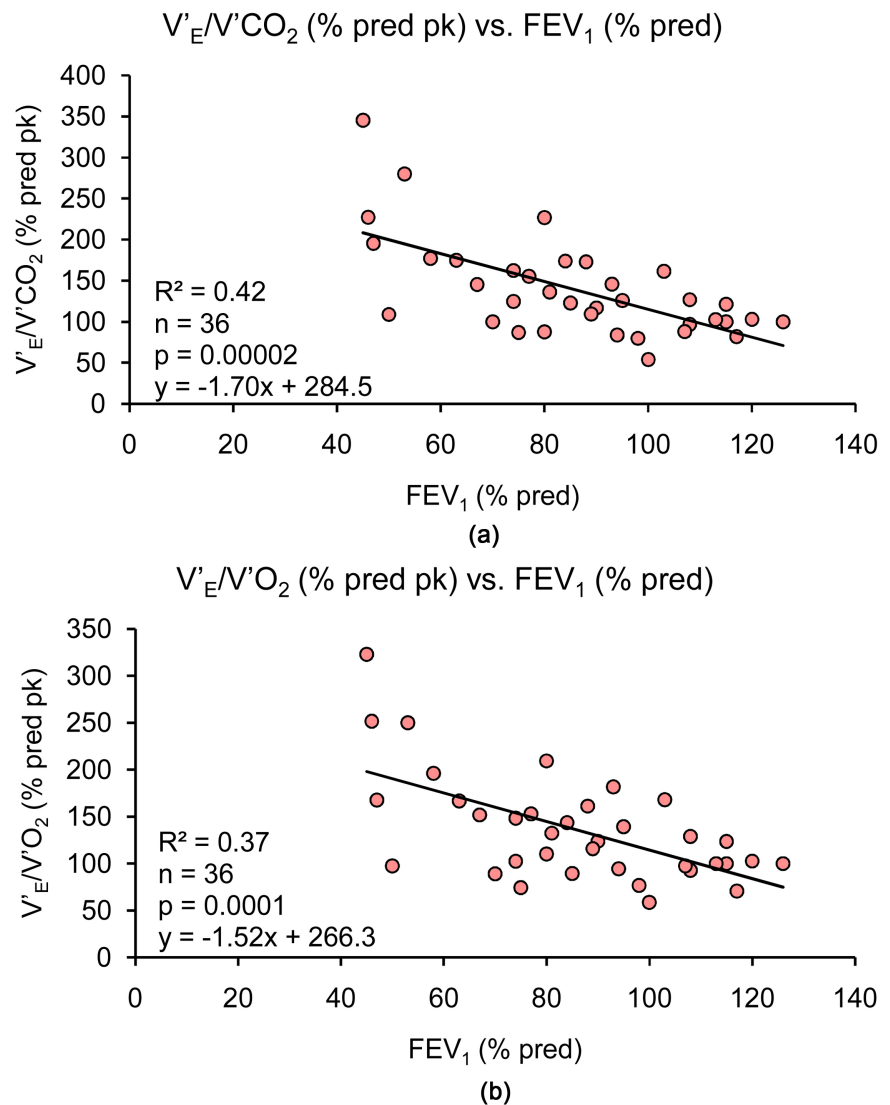 V’E/V’CO2 (% pred pk) vs. FEV1 (% pred)
400
350
300
250
200
150
100
50
0
V’E/V’CO2 (% pred pk)
R² = 0.42
n = 36
p = 0.00002
y = -1.70x + 284.5
0 20 40 60 80 100 120 140
FEV1 (% pred)
(a)
V’E/V’O2 (% pred pk) vs. FEV1 (% pred)
350
300
250
200
150
100
50
0
V’E/V’O2 (% pred pk)
R² = 0.37
n = 36
p = 0.0001
y = -1.52x + 266.3
0 20 40 60 80 100 120 140
FEV1 (% pred)
(b)